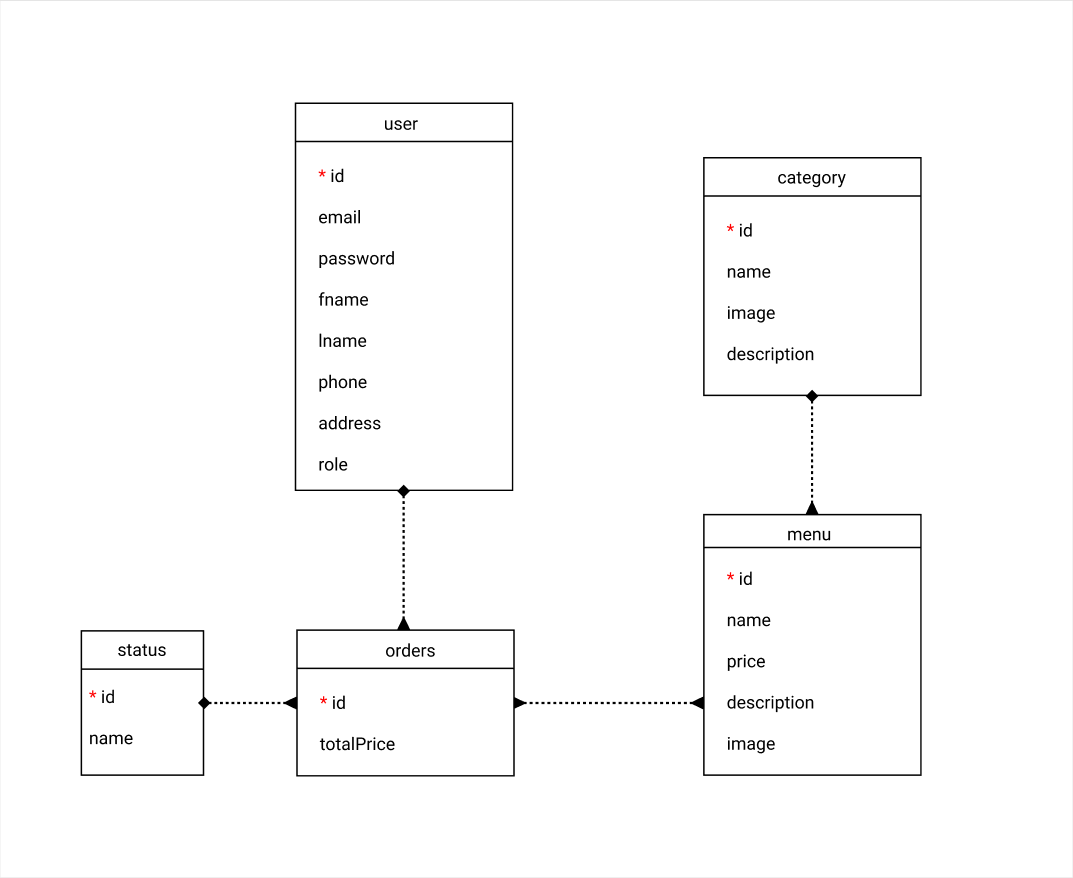 user
* id
email
password
fname
lname
phone
address
role
category
* id
name
image
description
status
* id
name
orders
* id
totalPrice
menu
* id
name
price
description
image